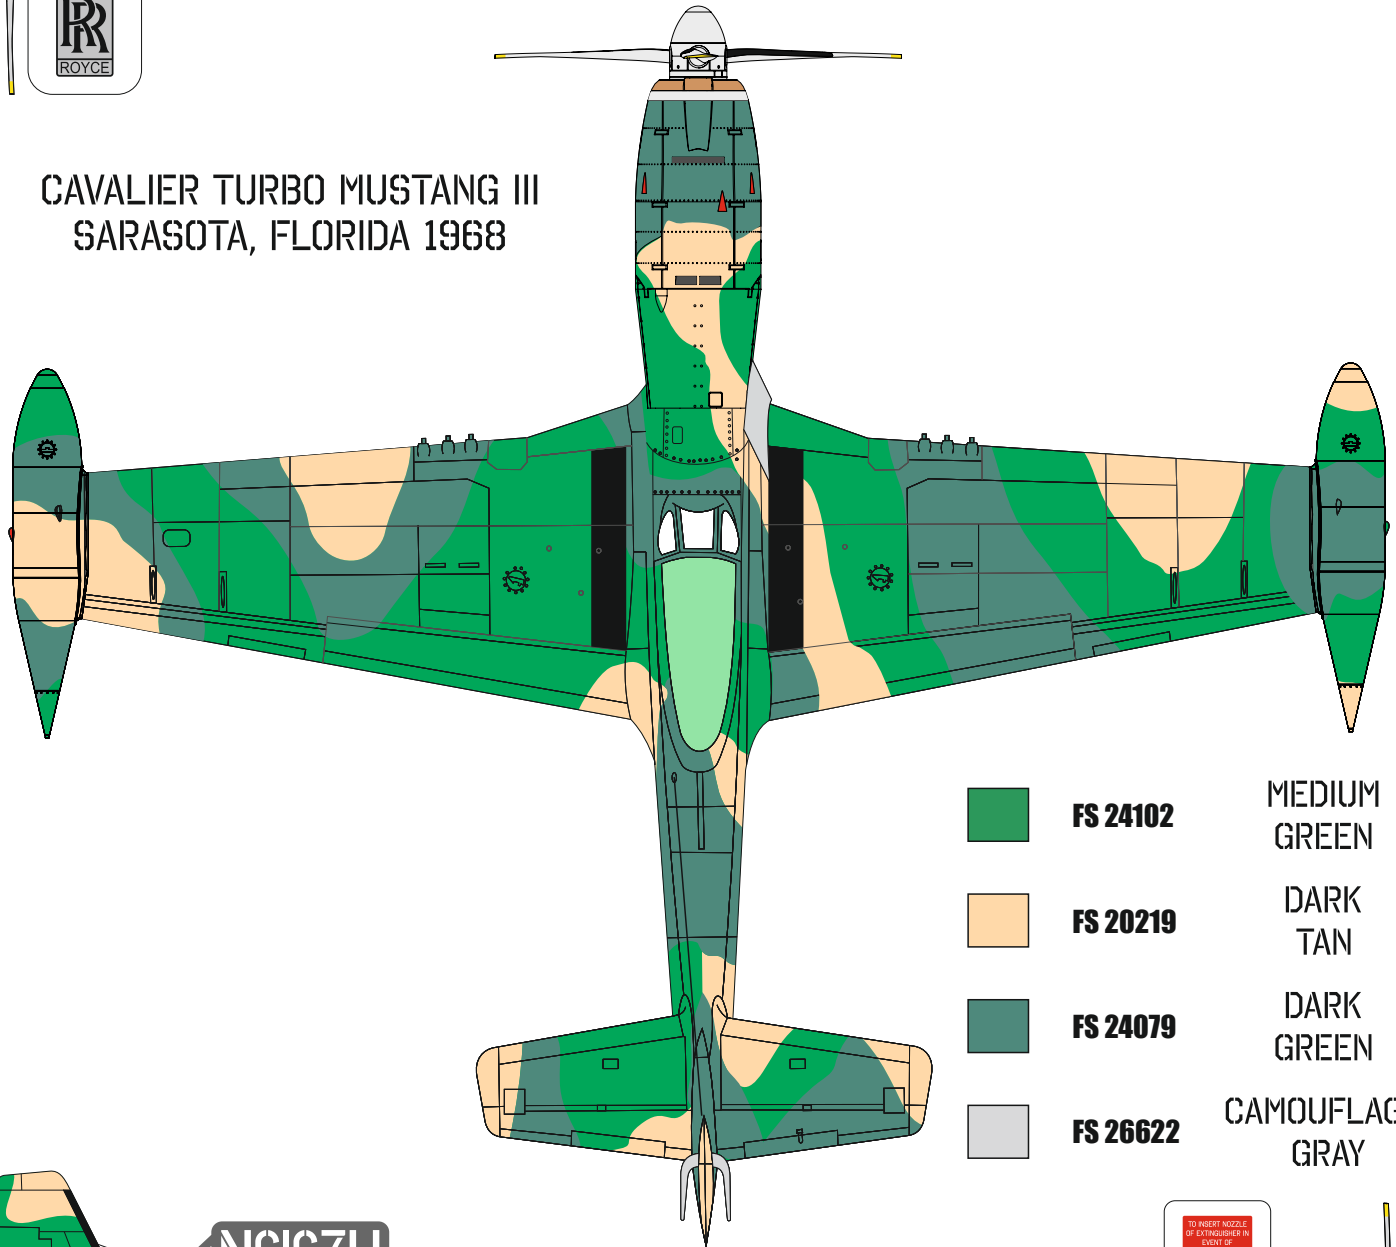 ROYCE
CAVALIER TURBO MUSTANG III
SARASOTA, FLORIDA 1968
FS 24102
MEDIUM
GREEN
FS 20219
DARK
TAN
FS 24079
DARK
GREEN
FS 26622
CAMOUFLAG
GRAY
TO INSERT NOZZLE
OF EXTINGUISHER IN
EVENT OF